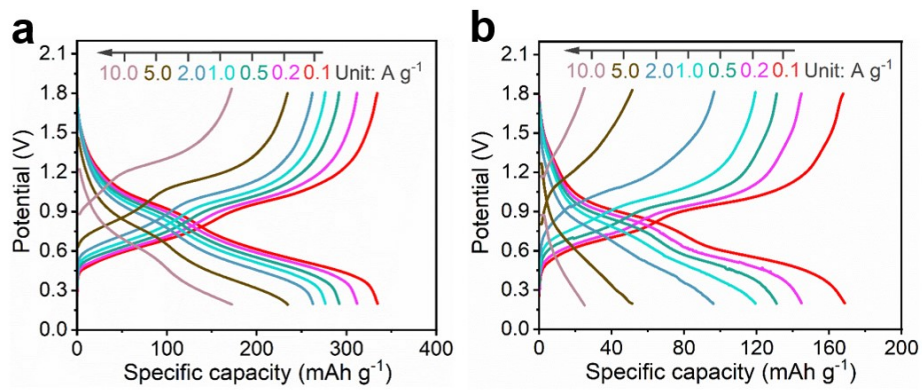 a
2.1
10.0 5.0 2.0 1.0 0.5 0.2 0.1 Unit: A g⁻¹
1.8
1.5
1.2
0.9
0.6
0.3
0.0
0 100 200 300 400
Potential (V)
Specific capacity (mAh g⁻¹)
b
2.1
10.0 5.0 2.0 1.0 0.5 0.2 0.1 Unit: A g⁻¹
1.8
1.5
1.2
0.9
0.6
0.3
0.0
0 40 80 120 160 200
Potential (V)
Specific capacity (mAh g⁻¹)